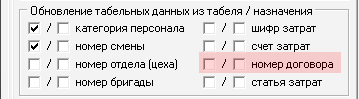 Обновление табельных данных из табеля / назначения
/ категория персонала
/ номер смены
/ номер отдела (цеха)
/ номер бригады
/ шифр затрат
/ счет затрат
/ номер договора
/ статья затрат